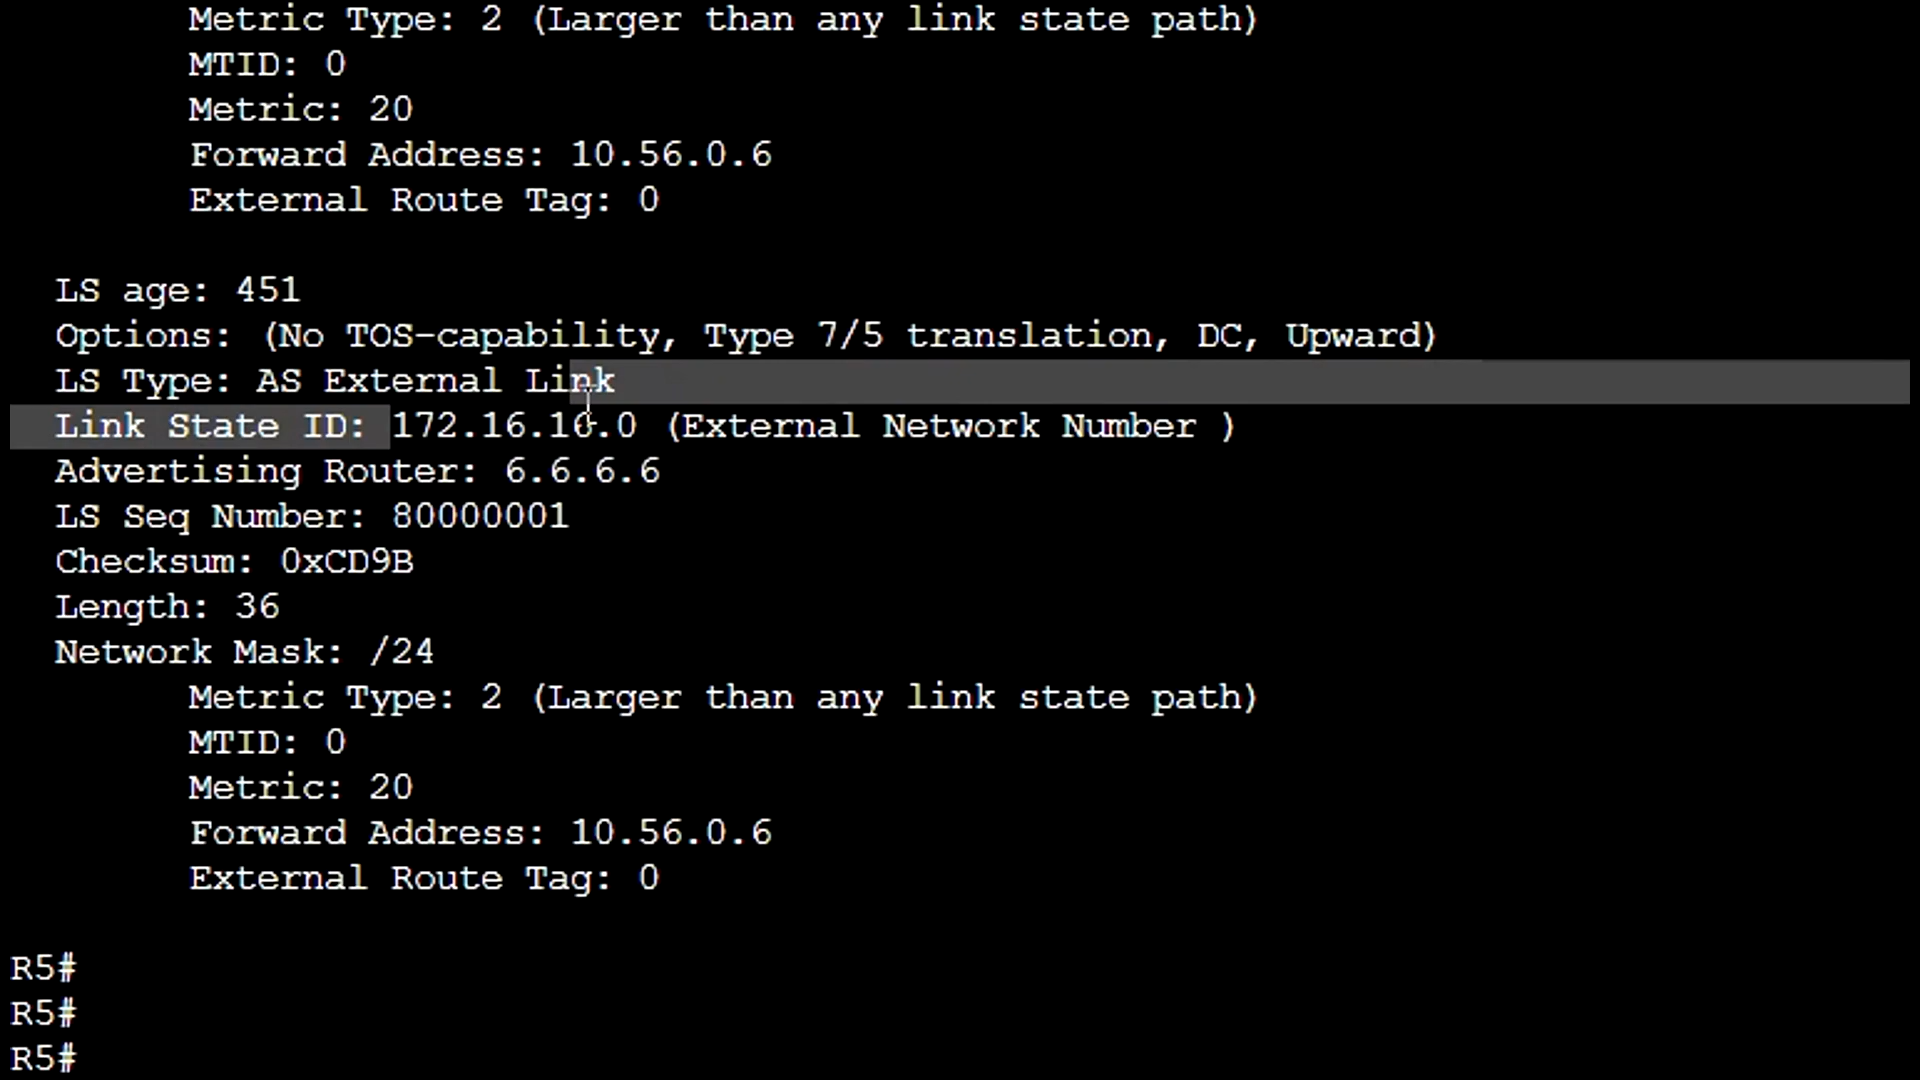 Metric Type: 2 (Larger than any link state path)
MTID: 0
Metric: 20
Forward Address: 10.56.0.6
External Route Tag: 0
LS age: 451
Options: (No TOS-capability, Type 7/5 translation, DC, Upward)
LS Type: AS External Link
Link State ID: 172.16.16.0 (External Network Number )
Advertising Router: 6.6.6.6
LS Seq Number: 80000001
Checksum: 0xCD9B
Length: 36
Network Mask: /24
Metric Type: 2 (Larger than any link state path)
MTID: 0
Metric: 20
Forward Address: 10.56.0.6
External Route Tag: 0
R5#
R5#
R5#